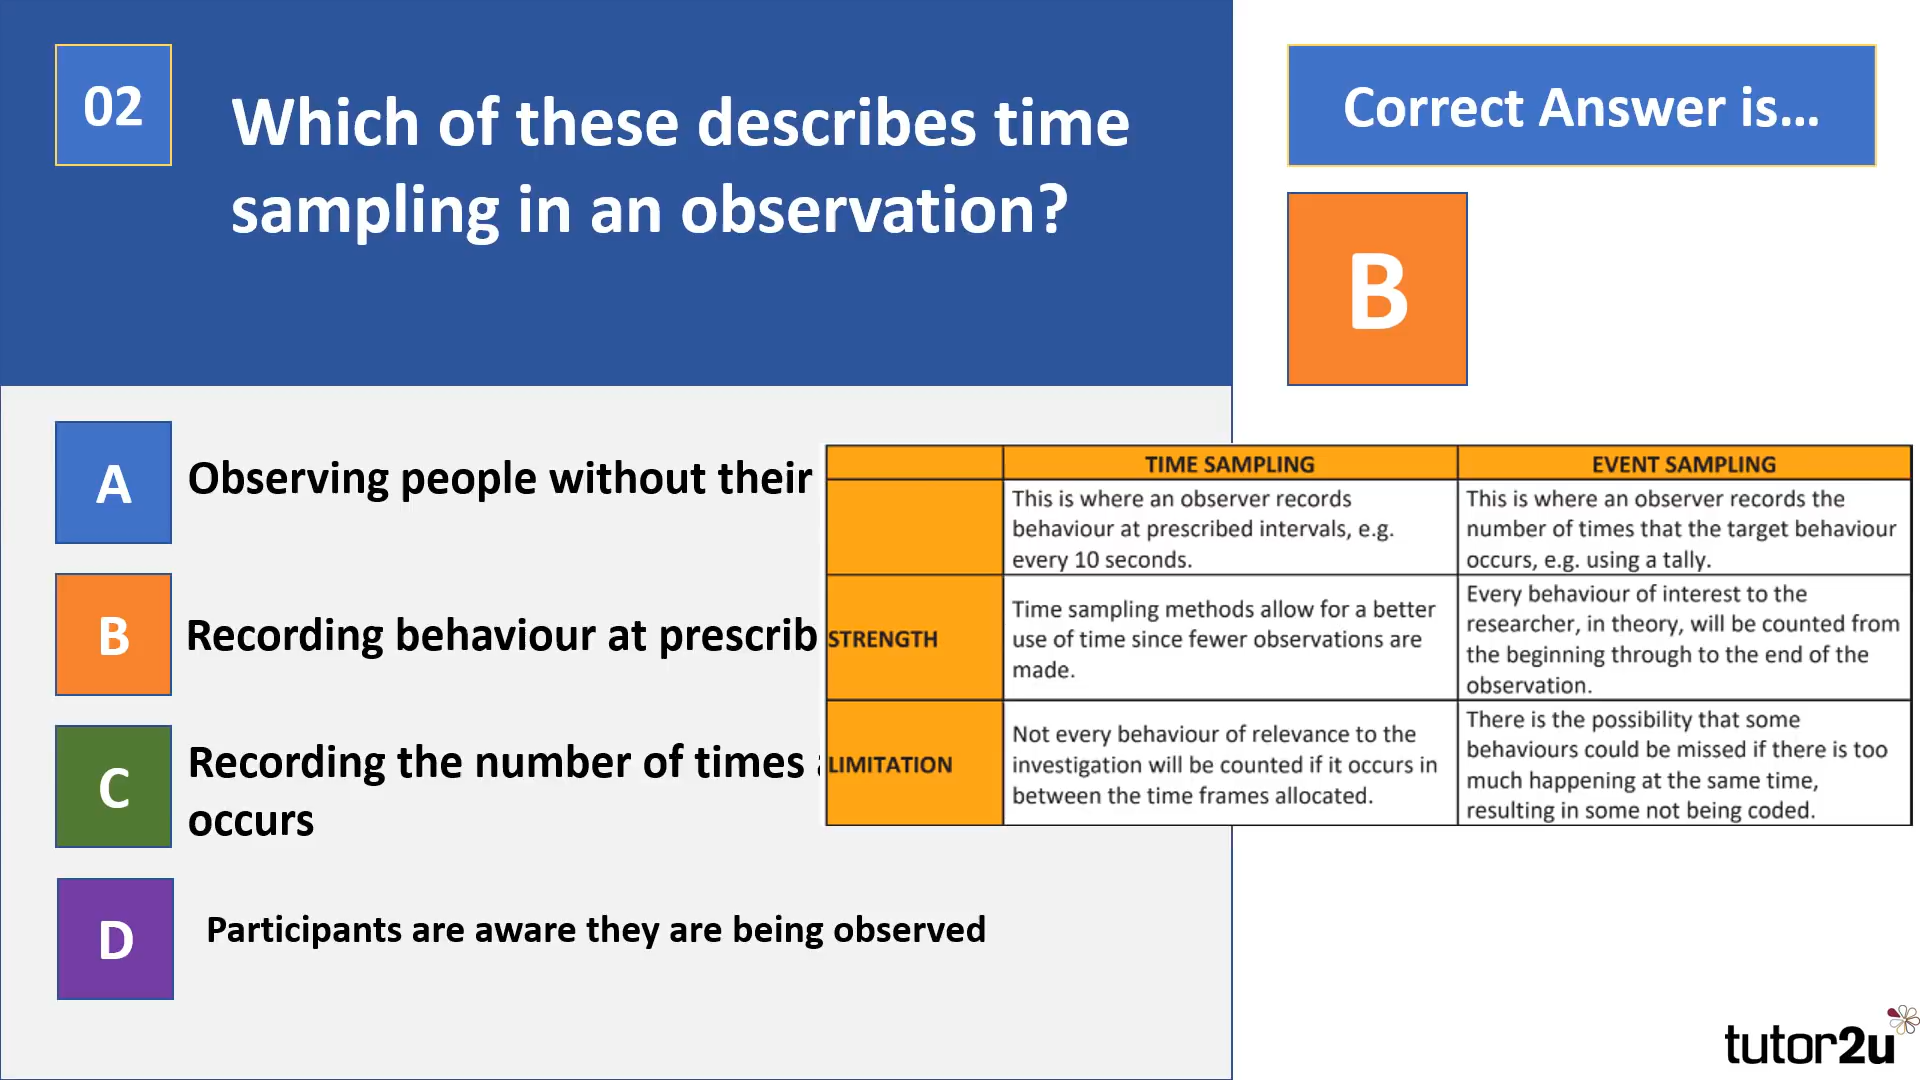 02
Which of these describes time
sampling in an observation?
Correct Answer is...
B
A
Observing people without their
B
Recording behaviour at
C
Recording the number of times
occurs
D
Participants are aware they are being observed
TIME SAMPLING
EVENT SAMPLING
This is where an observer records
behaviour at prescribed intervals, e.g.
every 10 seconds.
This is where an observer records the
number of times that the target behaviour
occurs, e.g. using a tally.
STRENGTH
Time sampling methods allow for a better
use of time since fewer observations are
made.
Every behaviour of interest to the
researcher, in theory, will be counted from
the beginning through to the end of the
observation.
LIMITATION
Not every behaviour of relevance to the
investigation will be counted if it occurs in
between the time frames allocated.
There is the possibility that some
behaviours could be missed if there is too
much happening at the same time,
resulting in some not being coded.
tutor2u